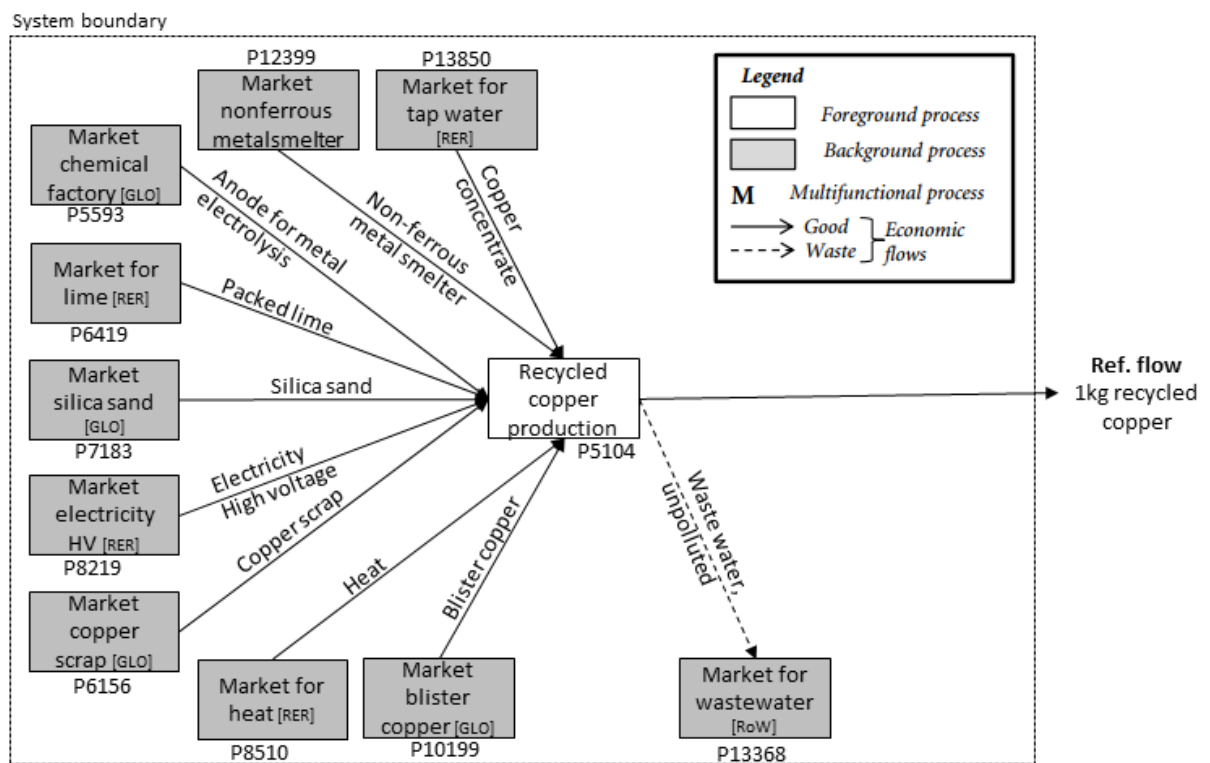 System boundary
P12399
Market
nonferrous
metalsmelter
P13850
Market for
tap water
[RER]
Legend
Foreground process
Background process
M Multifunctional process
Good
Waste
Economic
flows
Market
chemical
factory [GLO]
P5593
Anode for metal
electrolysis
Non-ferrous
metal smelter
Copper
concentrate
Market for
lime [RER]
P6419
Packed lime
Market
silica sand
[GLO]
P7183
Silica sand
Recycled
copper
production
P5104
Ref. flow
1kg recycled
copper
Market
electricity
HV [RER]
P8219
Electricity
High voltage
Market
copper
scrap [GLO]
P6156
Copper scrap
Heat
Market for
heat [RER]
P8510
Blister copper
Market
blister
copper [GLO]
P10199
Waste water,
unpolluted
Market for
wastewater
[RoW]
P13368